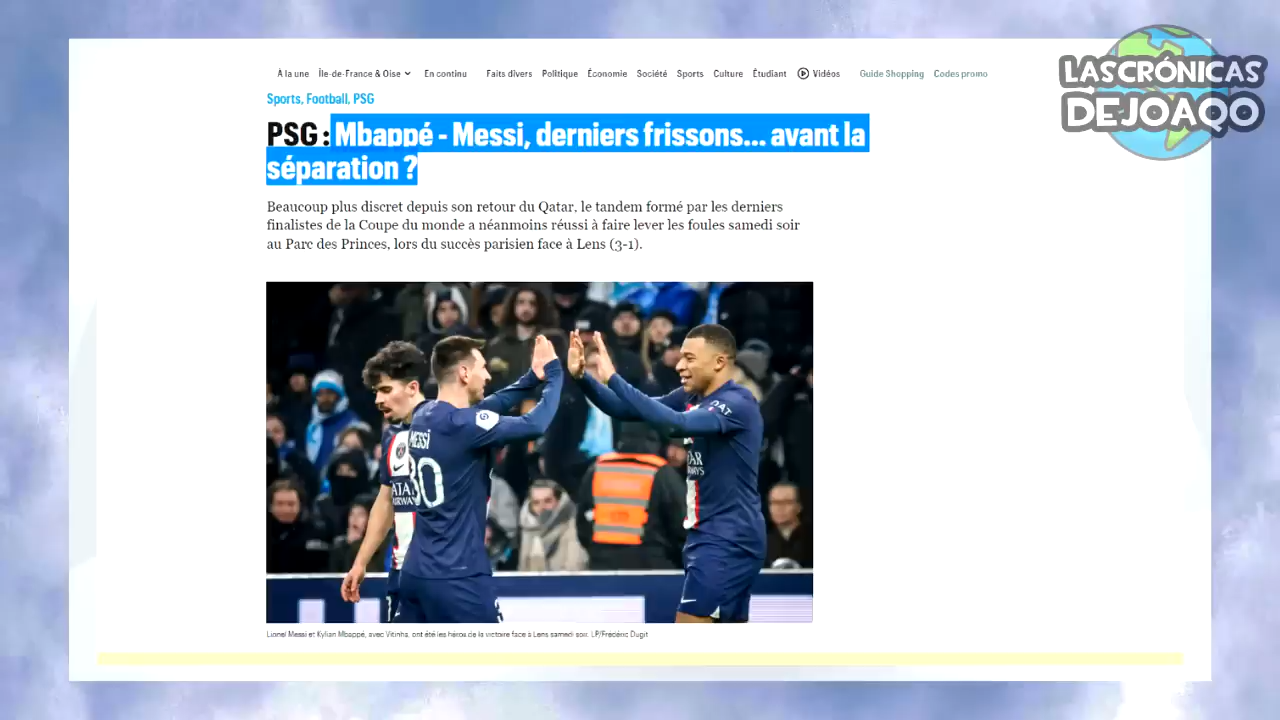 À la une Île-de-France & Oise En continu Faits divers Politique Économie Société Sports Culture Étudiant Vidéos Guide Shopping Codes promo
LAS CRÓNICAS
DE JOAQO
Sports, Football, PSG
PSG : Mbappé - Messi, derniers frissons... avant la
séparation ?
Beaucoup plus discret depuis son retour du Qatar, le tandem formé par les derniers
finalistes de la Coupe du monde a néanmoins réussi à faire lever les foules samedi soir
au Parc des Princes, lors du succès parisien face à Lens (3-1).
MESSI
30
QATAR
AIRWAYS
Lionel Messi et Kylian Mbappé, avec Vitinha, ont été les héros de la victoire face à Lens samedi soir. LP/Frédéric Dugit